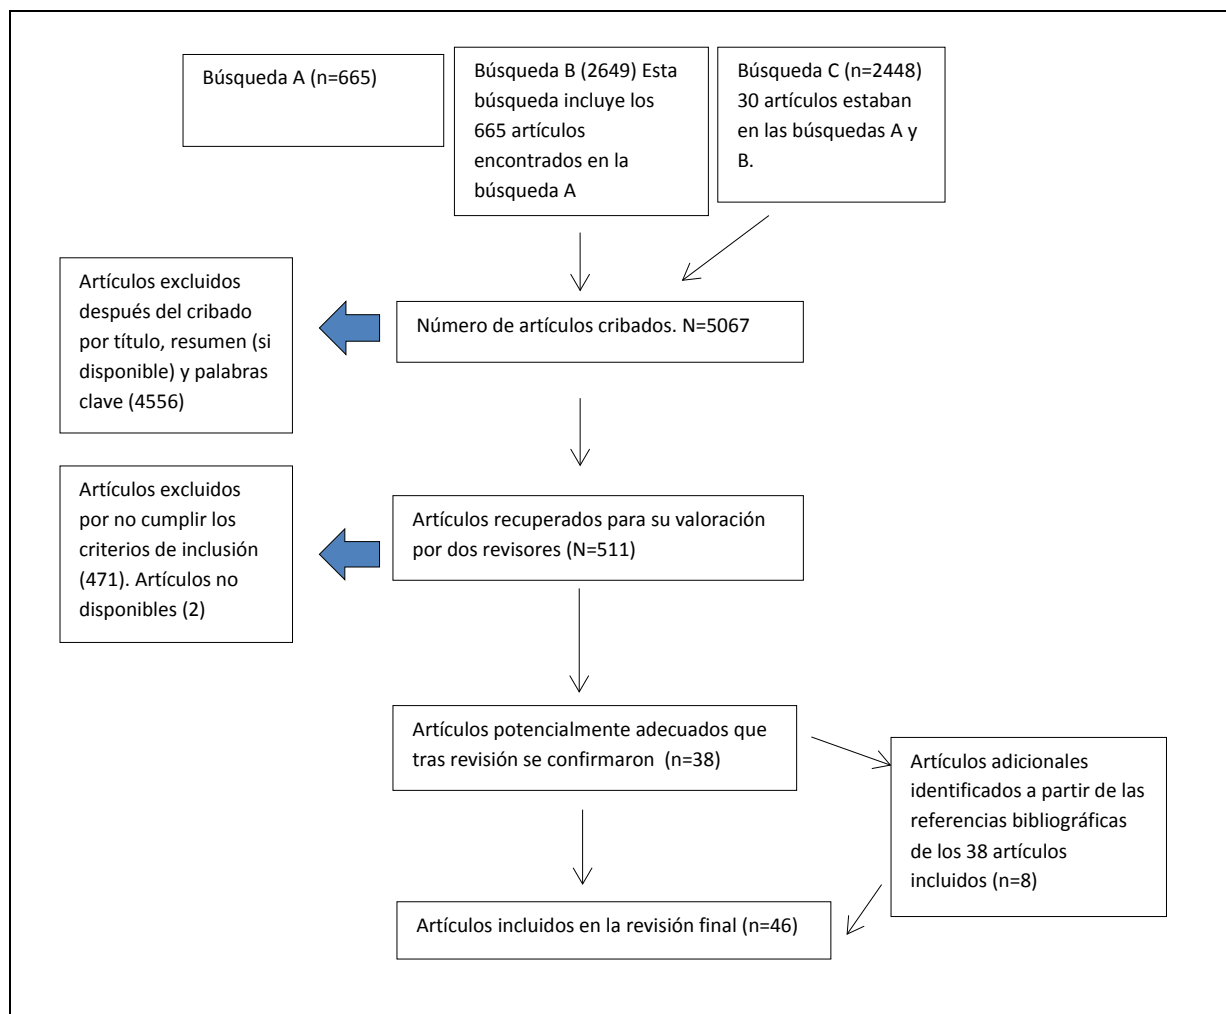 Búsqueda A (n=665)
Búsqueda B (2649) Esta
búsqueda incluye los
665 artículos
encontrados en la
búsqueda A
Búsqueda C (n=2448)
30 artículos estaban
en las búsquedas A y
B.
Artículos excluidos
después del cribado
por título, resumen (si
disponible) y palabras
clave (4556)
Número de artículos cribados. N=5067
Artículos excluidos
por no cumplir los
criterios de inclusión
(471). Artículos no
disponibles (2)
Artículos recuperados para su valoración
por dos revisores (N=511)
Artículos potencialmente adecuados que
tras revisión se confirmaron (n=38)
Artículos adicionales
identificados a partir de las
referencias bibliográficas
de los 38 artículos
incluidos (n=8)
Artículos incluidos en la revisión final (n=46)